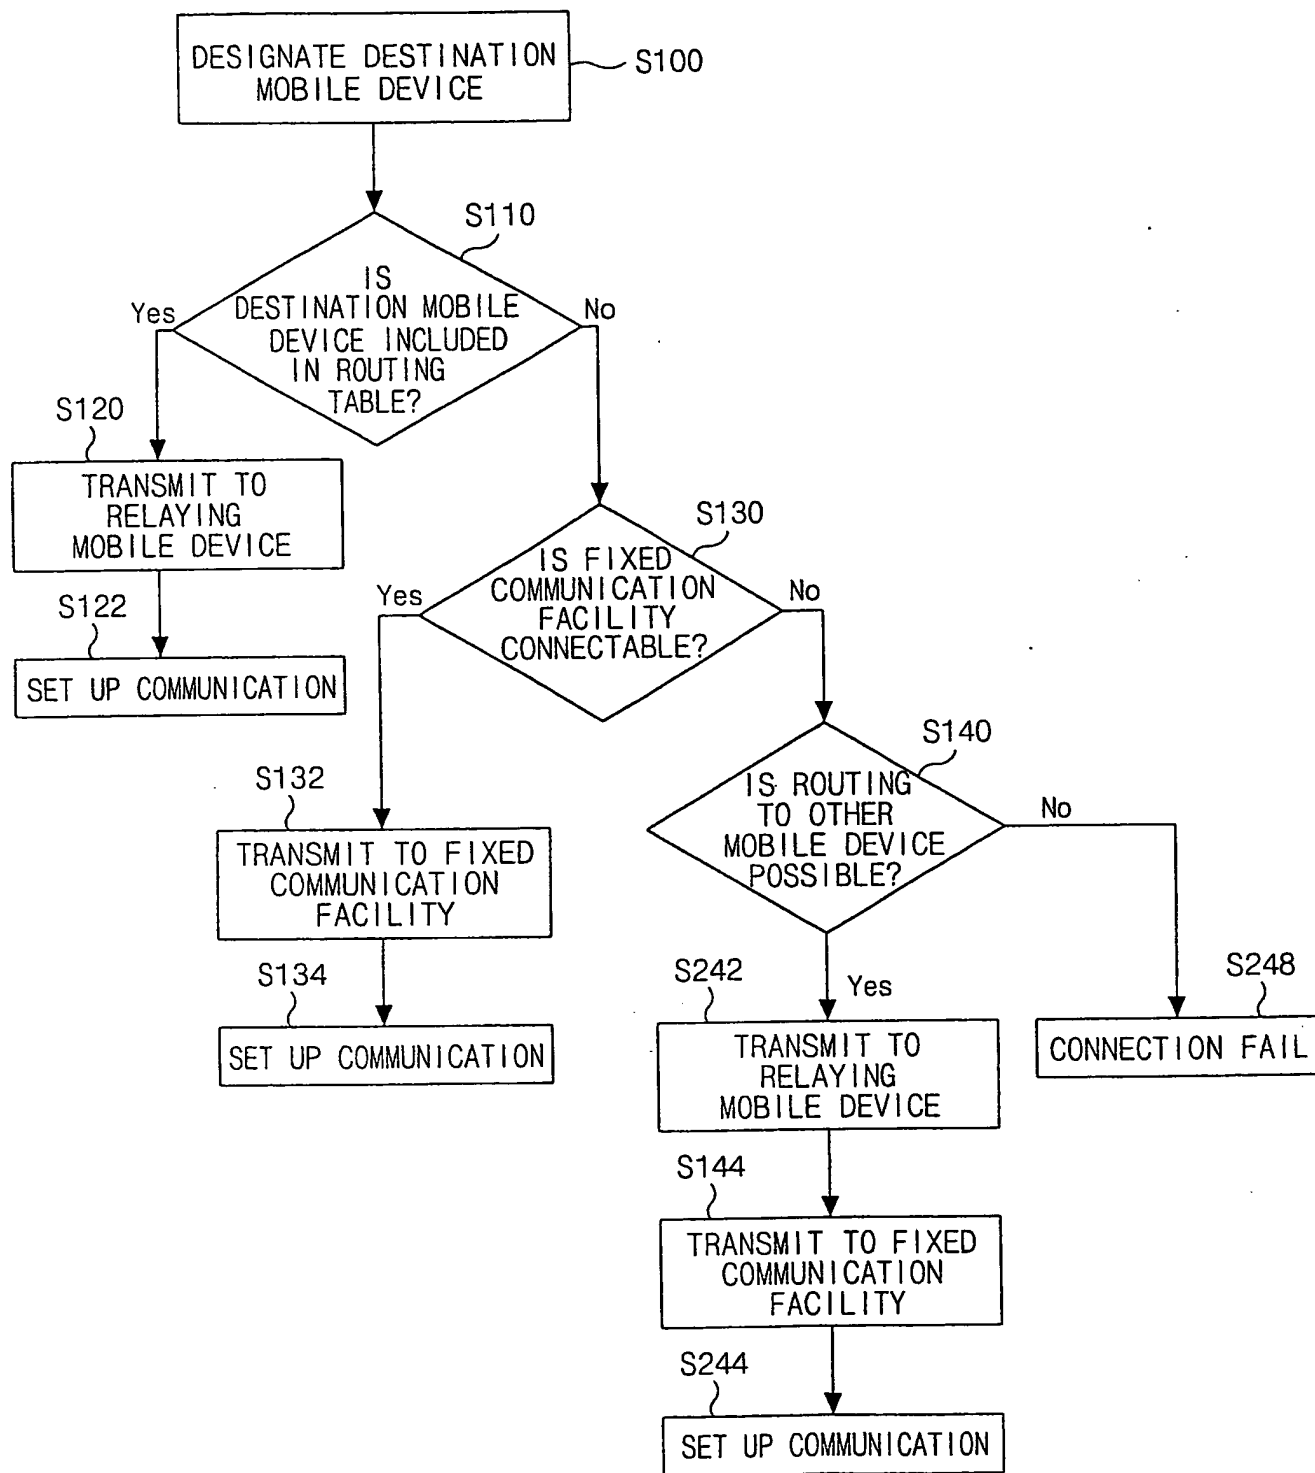 DESIGNATE DESTINATION
MOBILE DEVICE
S100
S110
IS
DESTINATION MOBILE
DEVICE INCLUDED
IN ROUTING
TABLE?
Yes
No
S120
TRANSMIT TO
RELAYING
MOBILE DEVICE
S122
SET UP COMMUNICATION
S130
IS FIXED
COMMUNICATION
FACILITY
CONNECTABLE?
Yes
No
S132
TRANSMIT TO FIXED
COMMUNICATION
FACILITY
S134
SET UP COMMUNICATION
S140
IS ROUTING
TO OTHER
MOBILE DEVICE
POSSIBLE?
No
Yes
S242
TRANSMIT TO
RELAYING
MOBILE DEVICE
S248
CONNECTION FAIL
S144
TRANSMIT TO FIXED
COMMUNICATION
FACILITY
S244
SET UP COMMUNICATION